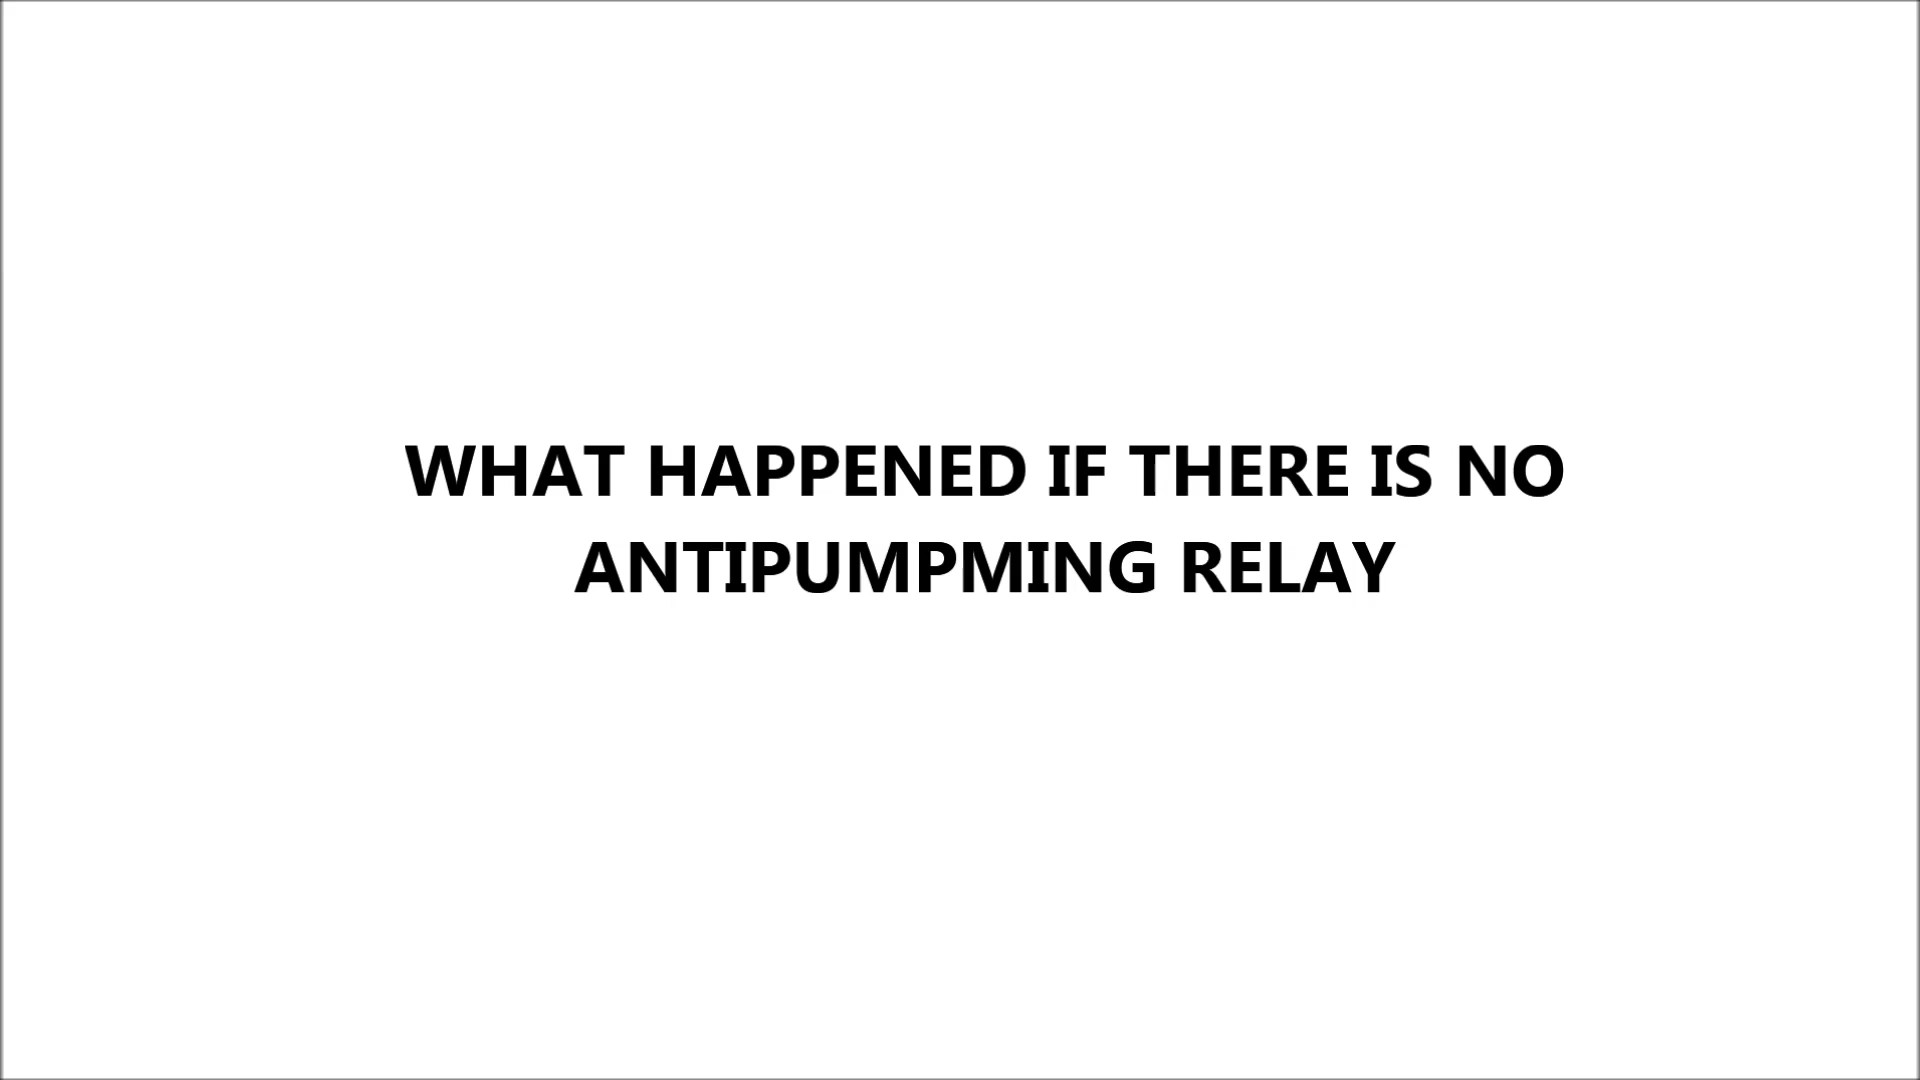 WHAT HAPPENED IF THERE IS NO
ANTIPUMPMING RELAY